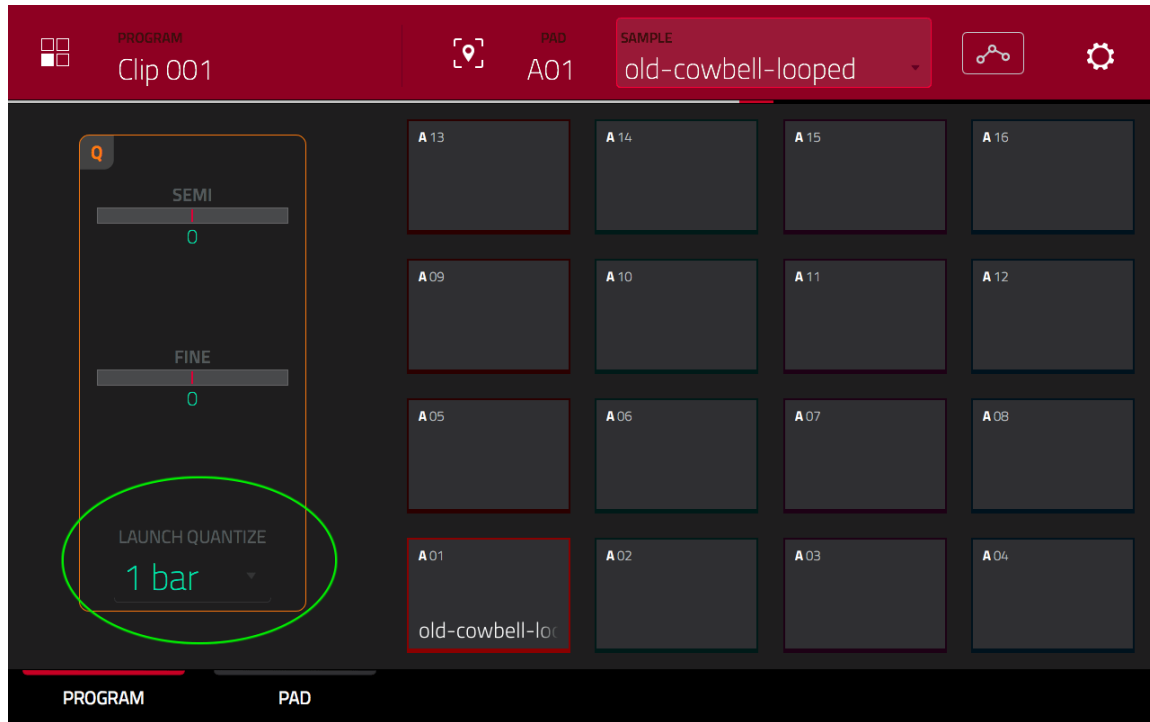 PROGRAM
Clip 001
PAD
A01
SAMPLE
old-cowbell-looped
Q
SEMI
0
FINE
0
LAUNCH QUANTIZE
1 bar
A 13
A 14
A 15
A 16
A 09
A 10
A 11
A 12
A 05
A 06
A 07
A 08
A 01
A 02
A 03
A 04
old-cowbell-loo
PROGRAM
PAD